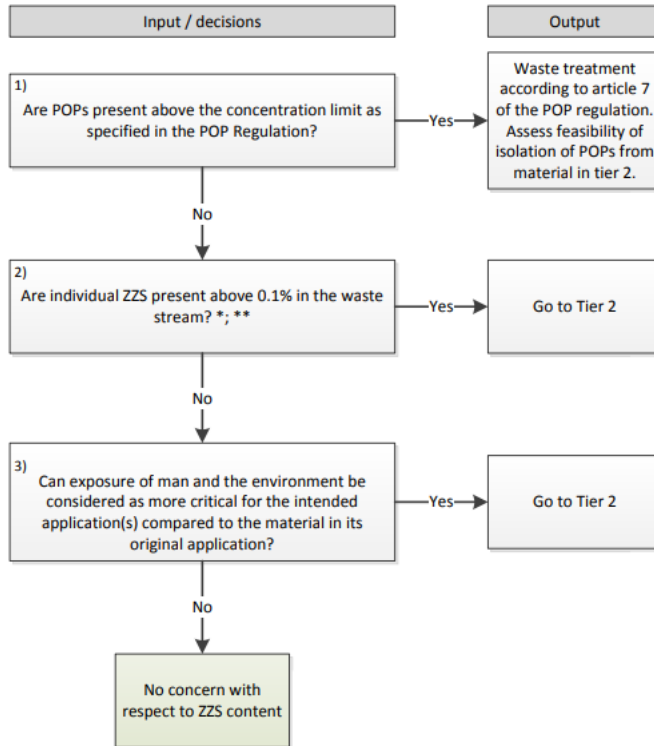 Input / decisions
Output
1)
Are POPs present above the concentration limit as
specified in the POP Regulation?
Yes
Waste treatment
according to article 7
of the POP regulation.
Assess feasibility of
isolation of POPs from
material in tier 2.
No
2)
Are individual ZZS present above 0.1% in the waste
stream? *; **
Yes
Go to Tier 2
No
3)
Can exposure of man and the environment be
considered as more critical for the intended
application(s) compared to the material in its
original application?
Yes
Go to Tier 2
No
No concern with
respect to ZZS content